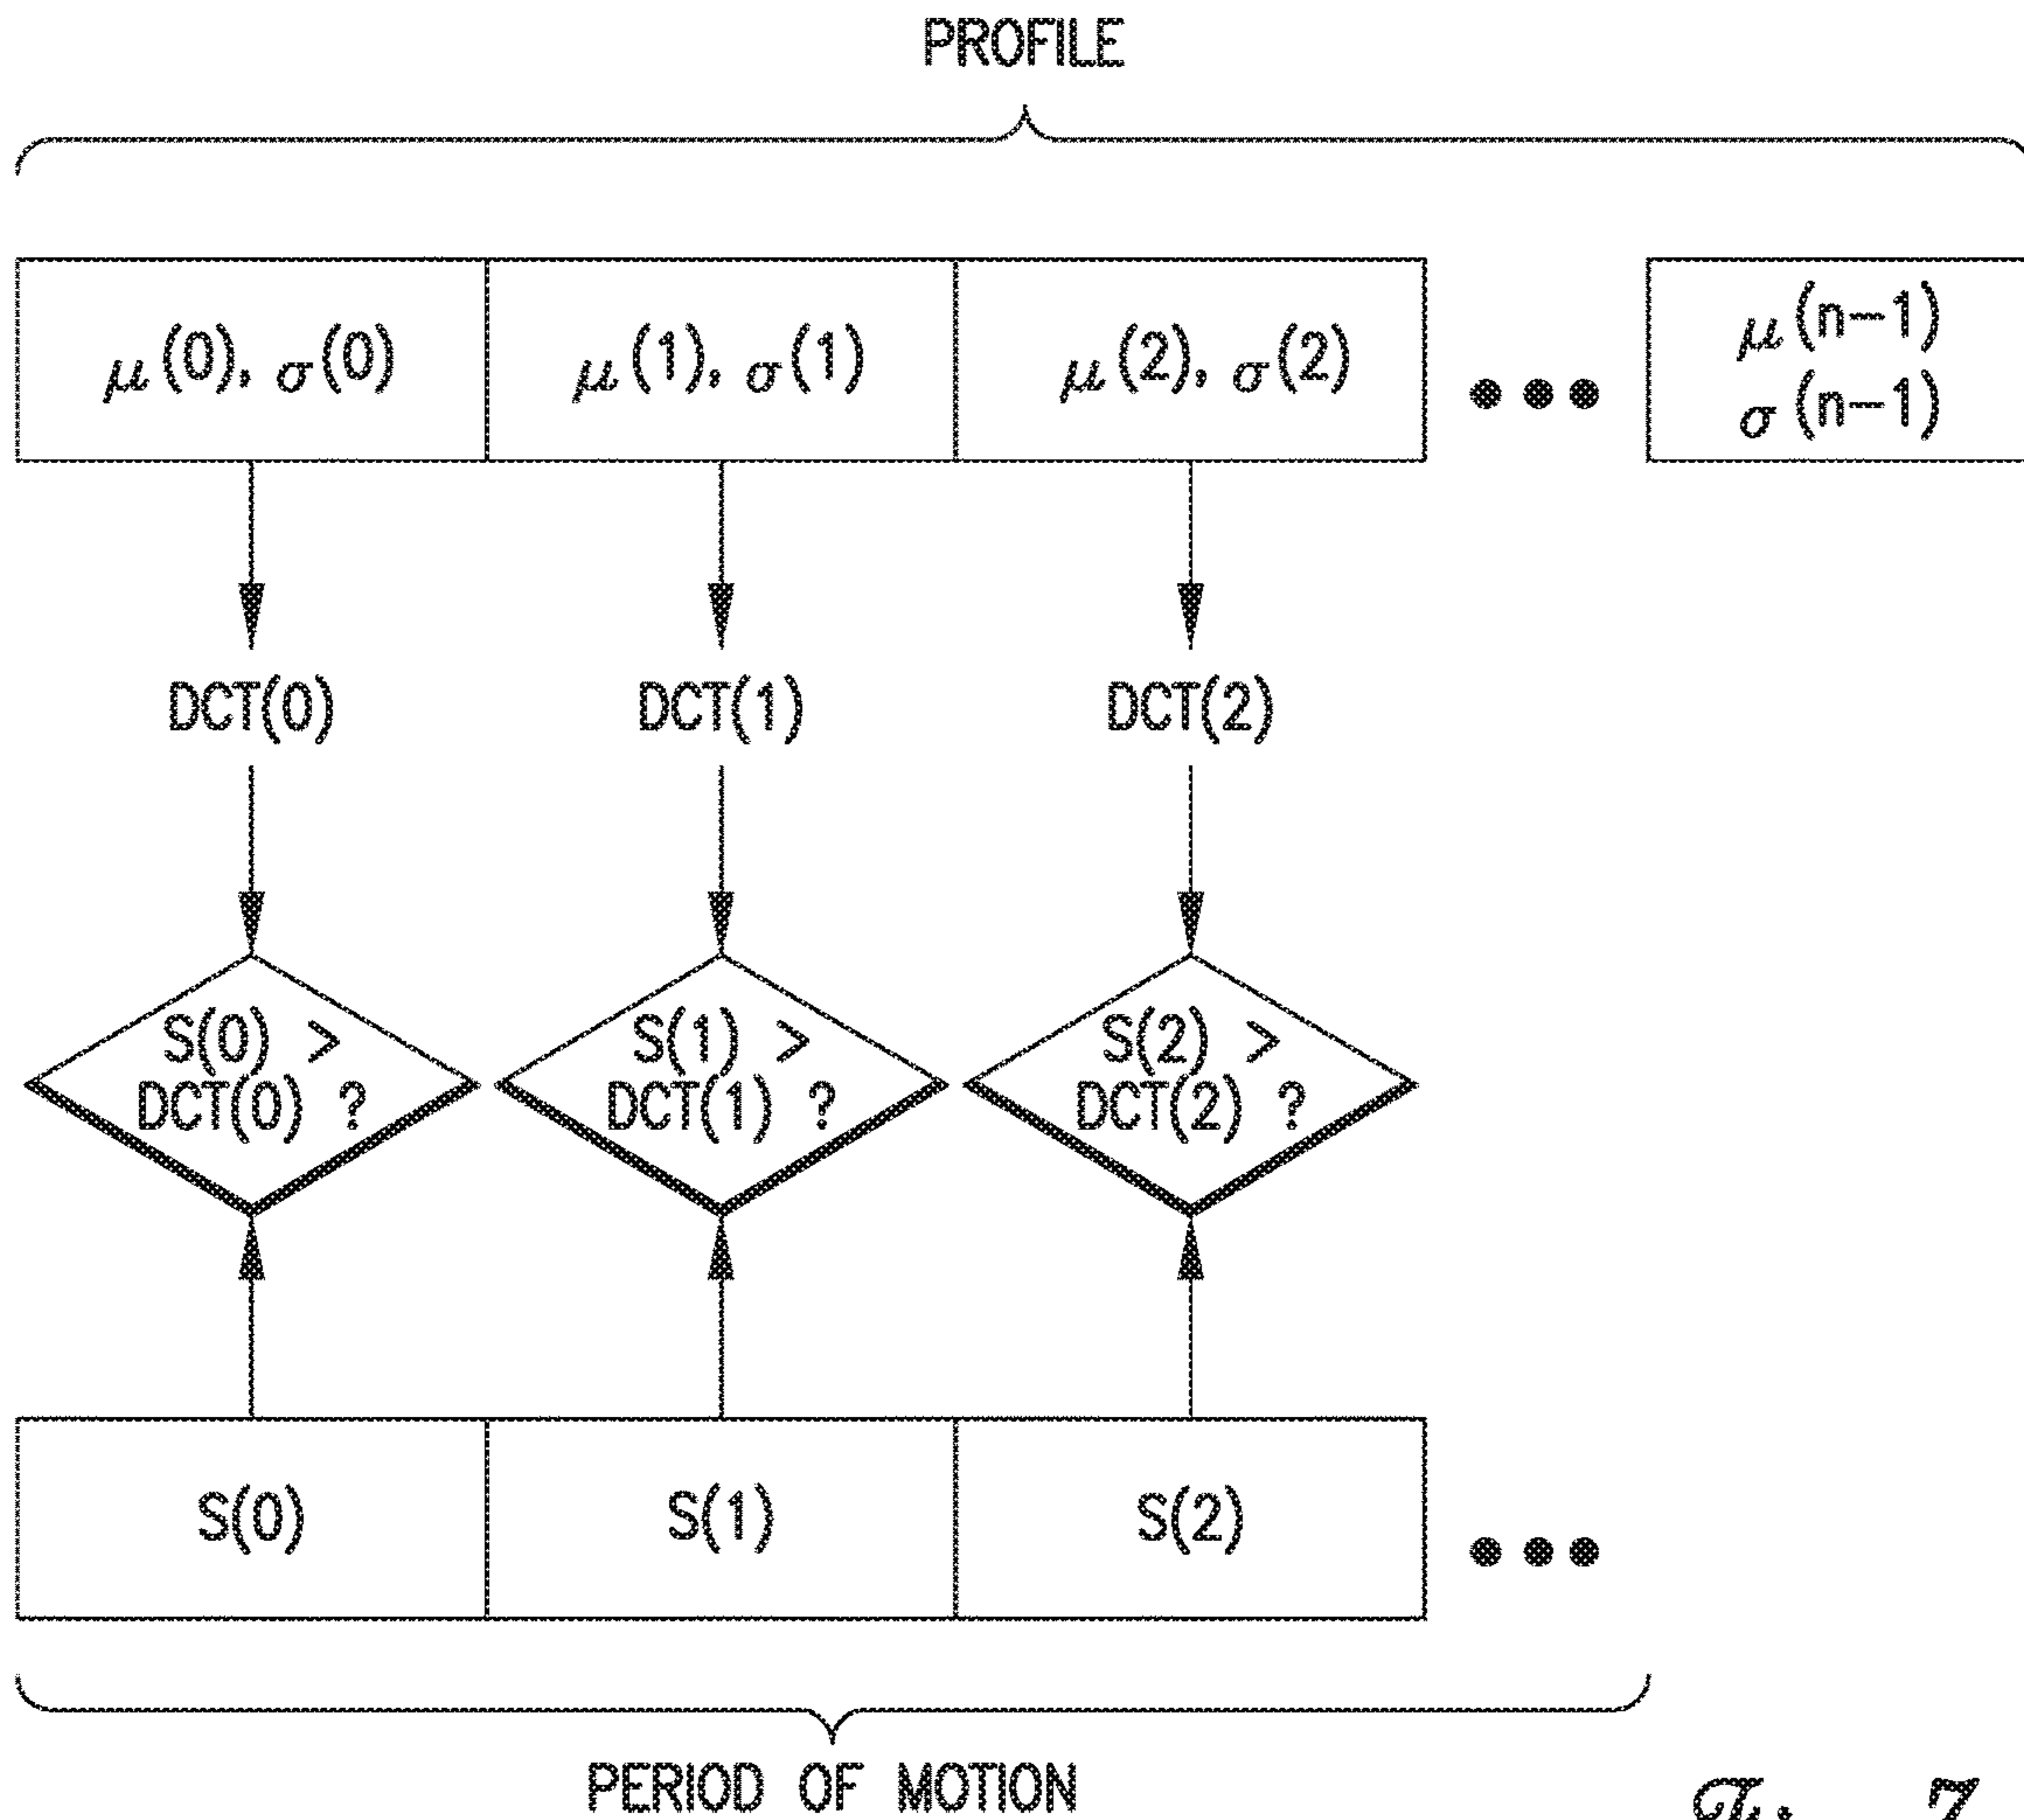 PROFILE
μ(0), σ(0)
μ(1), σ(1)
μ(2), σ(2)
μ(n-1)
σ(n-1)
DCT(0)
DCT(1)
DCT(2)
S(0) >
DCT(0) ?
S(1) >
DCT(1) ?
S(2) >
DCT(2) ?
S(0)
S(1)
S(2)
PERIOD OF MOTION
7